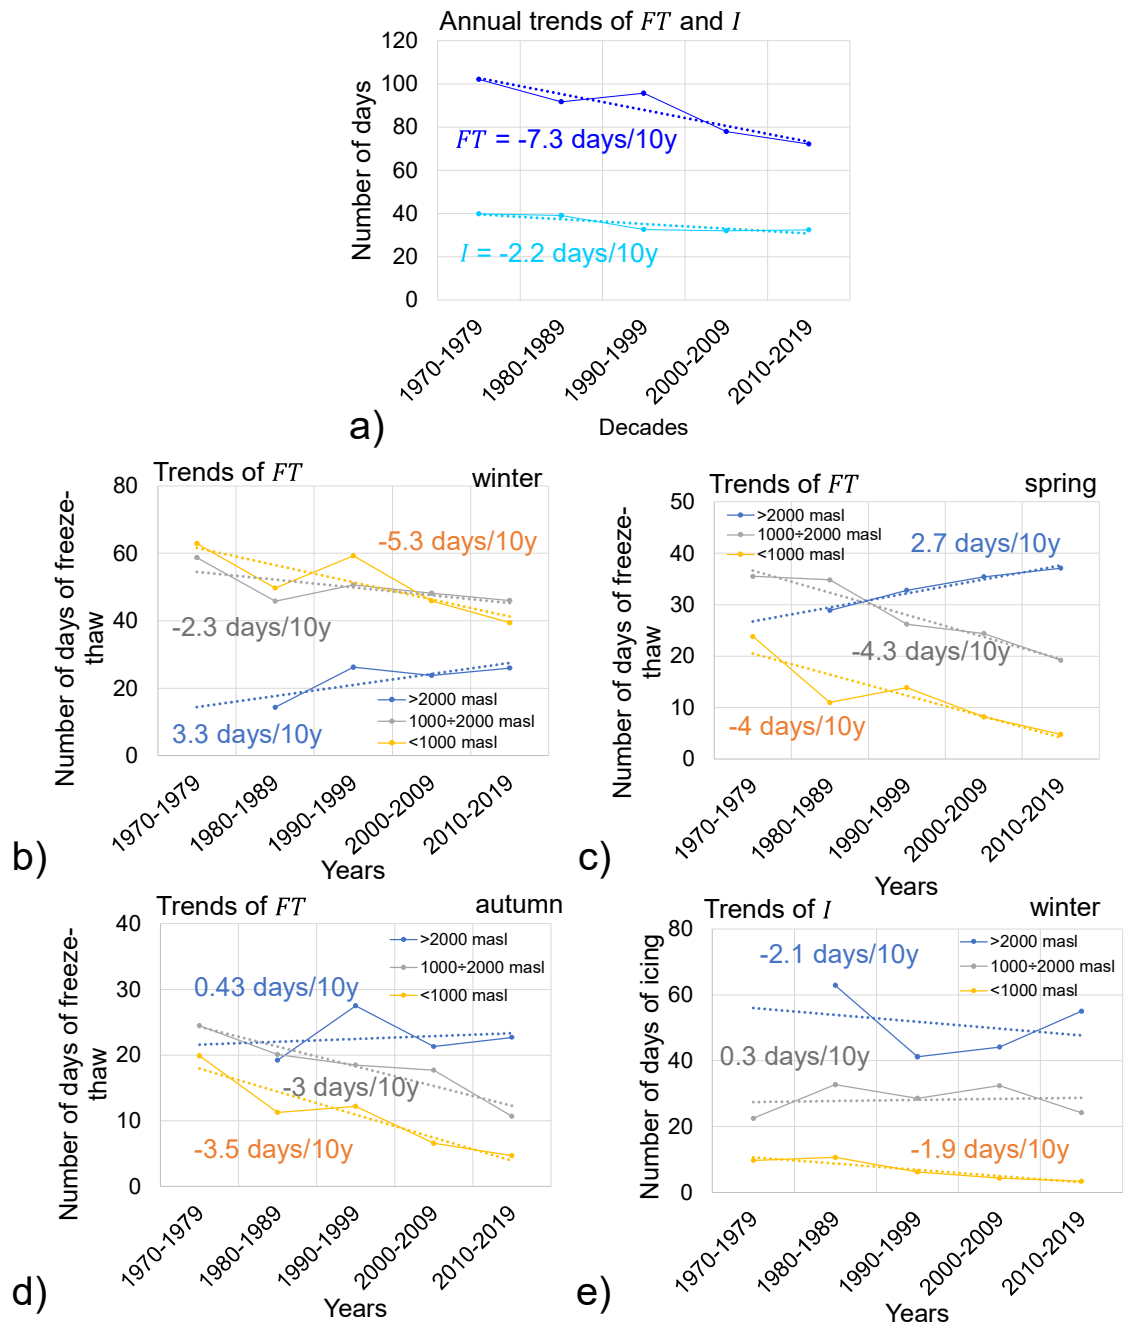 Annual trends of FT and I
Number of days
120
100
80
60
40
20
0
FT = -7.3 days/10y
I = -2.2 days/10y
1970-1979
1980-1989
1990-1999
2000-2009
2010-2019
Decades
a)
Trends of FT
winter
Number of days of freeze-
thaw
80
60
40
20
0
-5.3 days/10y
-2.3 days/10y
3.3 days/10y
>2000 masl
1000÷2000 masl
<1000 masl
1970-1979
1980-1989
1990-1999
2000-2009
2010-2019
Years
b)
Trends of FT
spring
Number of days of freeze-
thaw
50
40
30
20
10
0
>2000 masl
1000÷2000 masl
<1000 masl
2.7 days/10y
-4.3 days/10y
-4 days/10y
1970-1979
1980-1989
1990-1999
2000-2009
2010-2019
Years
c)
Trends of FT
autumn
Number of days of freeze-
thaw
40
30
20
10
0
>2000 masl
1000÷2000 masl
<1000 masl
0.43 days/10y
-3 days/10y
-3.5 days/10y
1970-1979
1980-1989
1990-1999
2000-2009
2010-2019
Years
d)
Trends of I
winter
Number of days of icing
80
60
40
20
0
>2000 masl
1000÷2000 masl
<1000 masl
-2.1 days/10y
0.3 days/10y
-1.9 days/10y
1970-1979
1980-1989
1990-1999
2000-2009
2010-2019
Years
e)